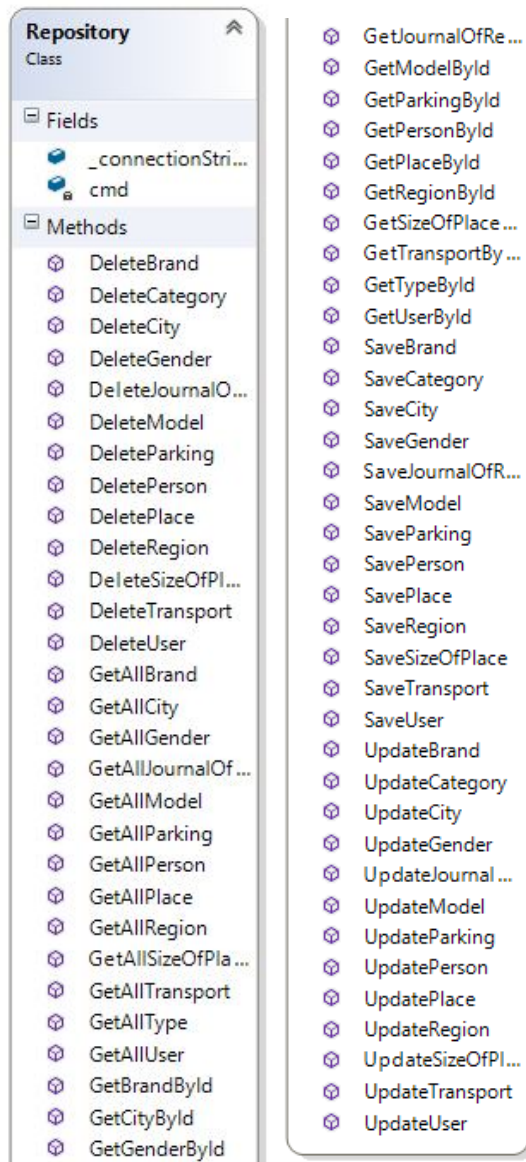 Repository
Class
Fields
_connectionStri...
cmd
Methods
DeleteBrand
DeleteCategory
DeleteCity
DeleteGender
DeleteJournalO...
DeleteModel
DeleteParking
DeletePerson
DeletePlace
DeleteRegion
DeleteSizeOfPl...
DeleteTransport
DeleteUser
GetAllBrand
GetAllCity
GetAllGender
GetAllJournalOf...
GetAllModel
GetAllParking
GetAllPerson
GetAllPlace
GetAllRegion
GetAllSizeOfPla...
GetAllTransport
GetAllType
GetAllUser
GetBrandById
GetCityById
GetGenderById
GetJournalOfRe...
GetModelById
GetParkingById
GetPersonById
GetPlaceById
GetRegionById
GetSizeOfPlace...
GetTransportBy...
GetTypeById
GetUserById
SaveBrand
SaveCategory
SaveCity
SaveGender
SaveJournalOfR...
SaveModel
SaveParking
SavePerson
SavePlace
SaveRegion
SaveSizeOfPlace
SaveTransport
SaveUser
UpdateBrand
UpdateCategory
UpdateCity
UpdateGender
UpdateJournal...
UpdateModel
UpdateParking
UpdatePerson
UpdatePlace
UpdateRegion
UpdateSizeOfPl...
UpdateTransport
UpdateUser